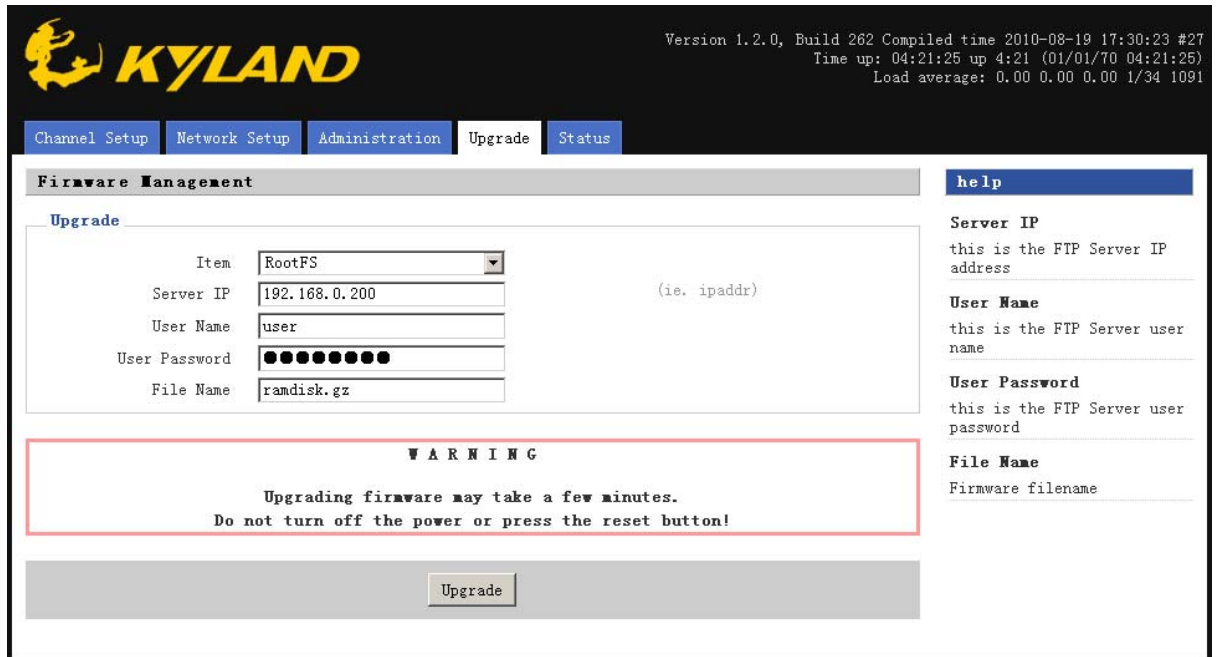 KYLAND
Version 1.2.0, Build 262 Compiled time 2010-08-19 17:30:23 #27
Time up: 04:21:25 up 4:21 (01/01/70 04:21:25)
Load average: 0.00 0.00 0.00 1/34 1091
Channel Setup Network Setup Administration Upgrade Status
Firmware Management
Upgrade
Item RootFS
Server IP 192.168.0.200 (ie. ipaddr)
User Name user
User Password ●●●●●●●●
File Name ramdisk.gz
W A R N I N G
Upgrading firmware may take a few minutes.
Do not turn off the power or press the reset button!
Upgrade
help
Server IP
this is the FTP Server IP
address
User Name
this is the FTP Server user
name
User Password
this is the FTP Server user
password
File Name
Firmware filename